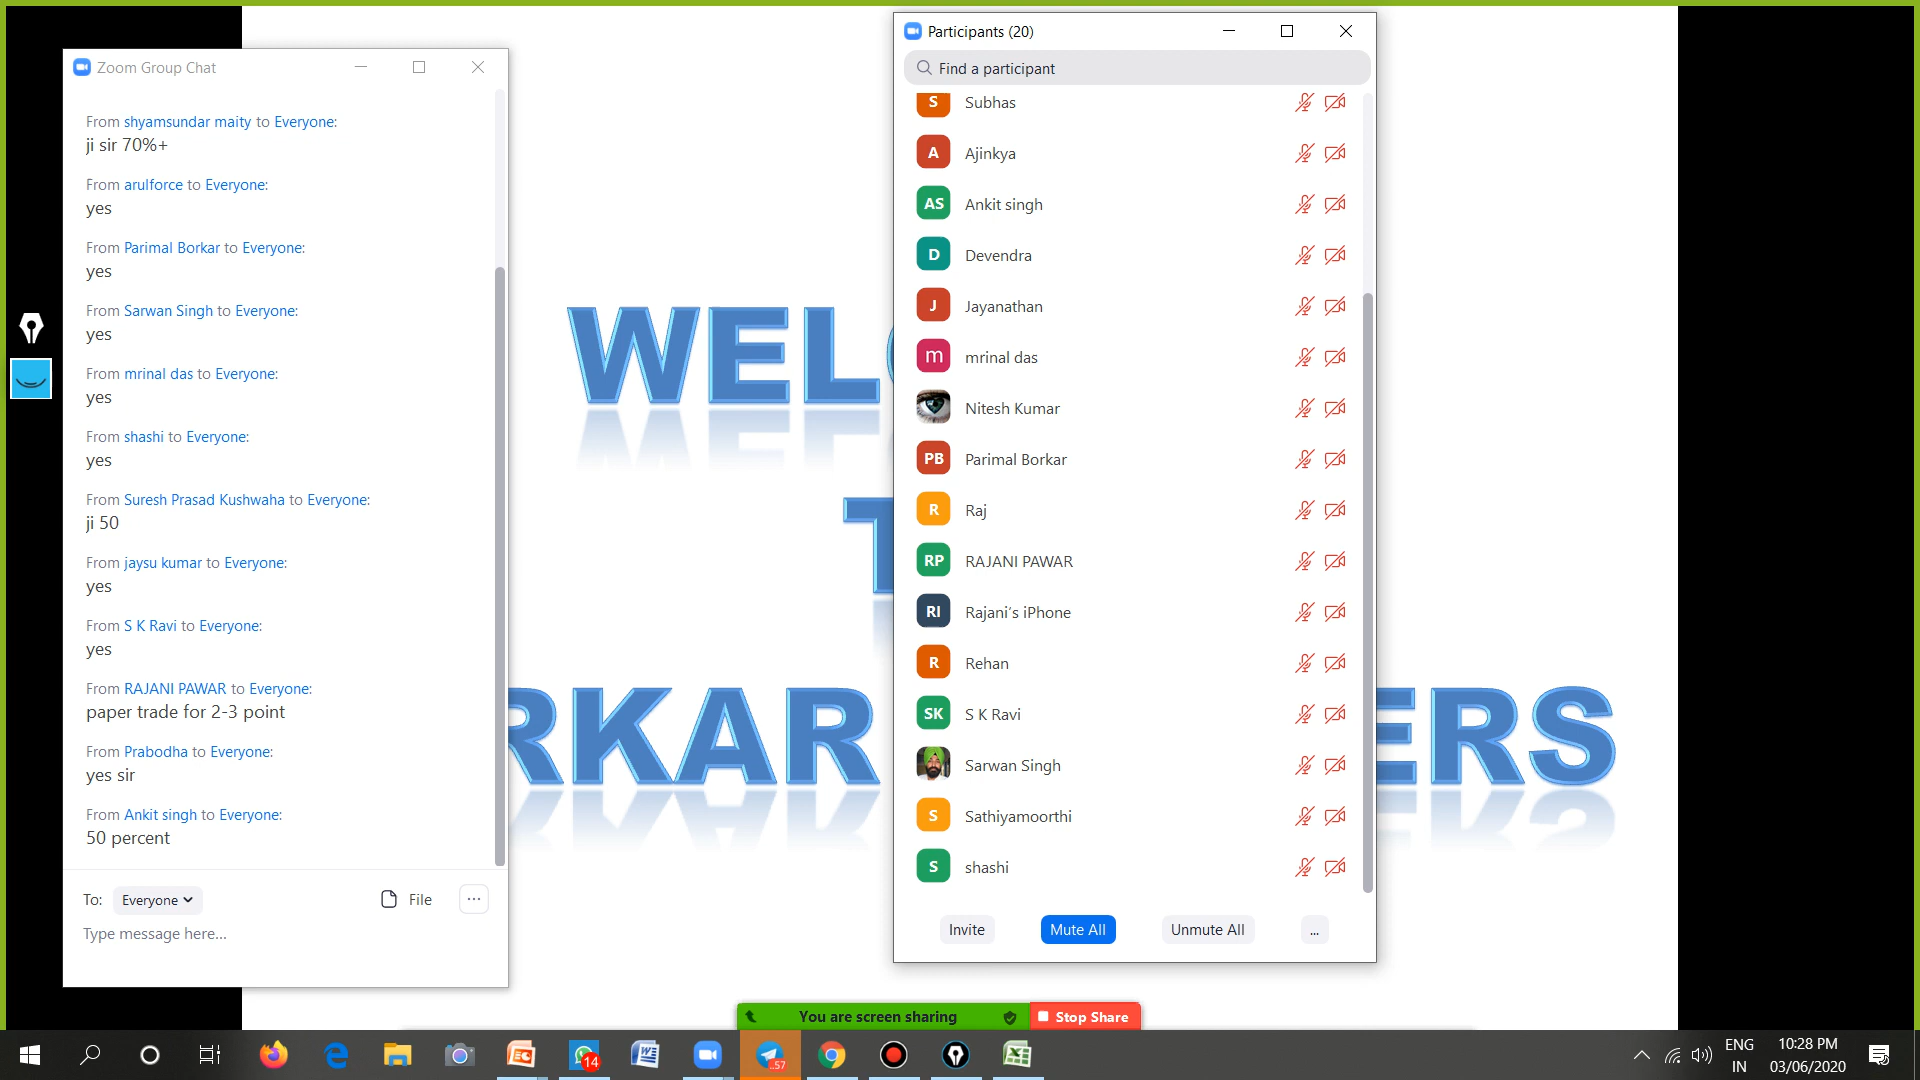 Zoom Group Chat
From shyamsundar maity to Everyone:
ji sir 70%+
From arulforce to Everyone:
yes
From Parimal Borkar to Everyone:
yes
From Sarwan Singh to Everyone:
yes
From mrinal das to Everyone:
yes
From shashi to Everyone:
yes
From Suresh Prasad Kushwaha to Everyone:
ji 50
From jaysu kumar to Everyone:
yes
From S K Ravi to Everyone:
yes
From RAJANI PAWAR to Everyone:
paper trade for 2-3 point
From Prabodha to Everyone:
yes sir
From Ankit singh to Everyone:
50 percent
To: Everyone File ...
Type message here...
WEL
T
RKAR ERS
Participants (20)
Find a participant
S Subhas
A Ajinkya
AS Ankit singh
D Devendra
J Jayanathan
m mrinal das
Nitesh Kumar
PB Parimal Borkar
R Raj
RP RAJANI PAWAR
RI Rajani's iPhone
R Rehan
SK S K Ravi
Sarwan Singh
S Sathiyamoorthi
S shashi
Invite Mute All Unmute All ...
You are screen sharing Stop Share
14
..57
ENG
IN
10:28 PM
03/06/2020